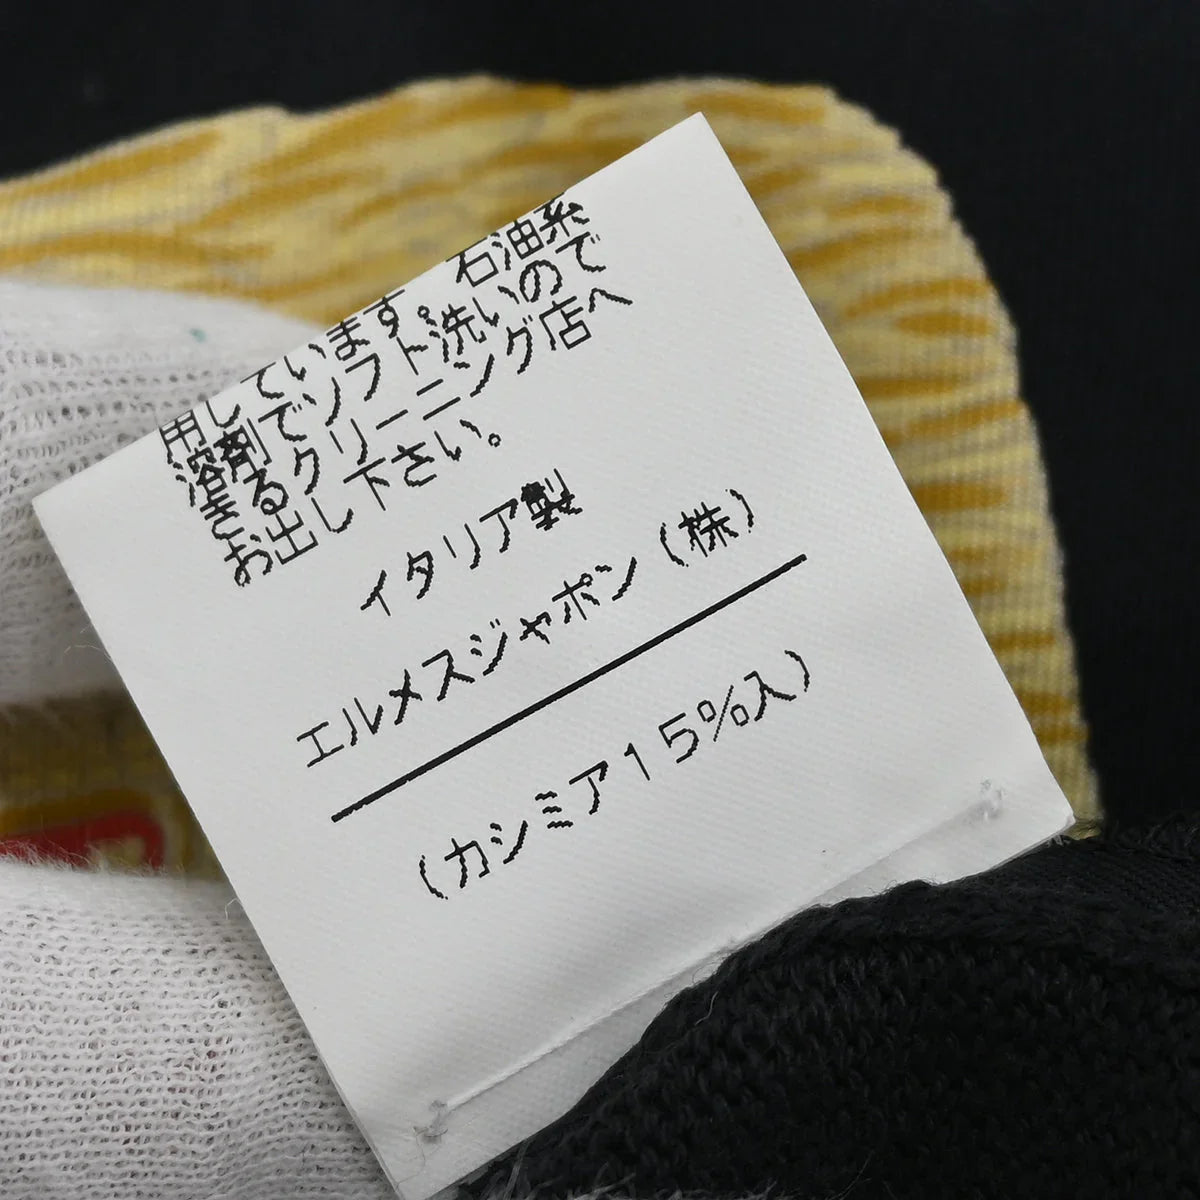 用しています。石油系
溶剤でソフト洗いので
きるクリーニング店へ
お出し下さい。
イタリア製
エルメスジャポン(株)
(カシミア15%入)